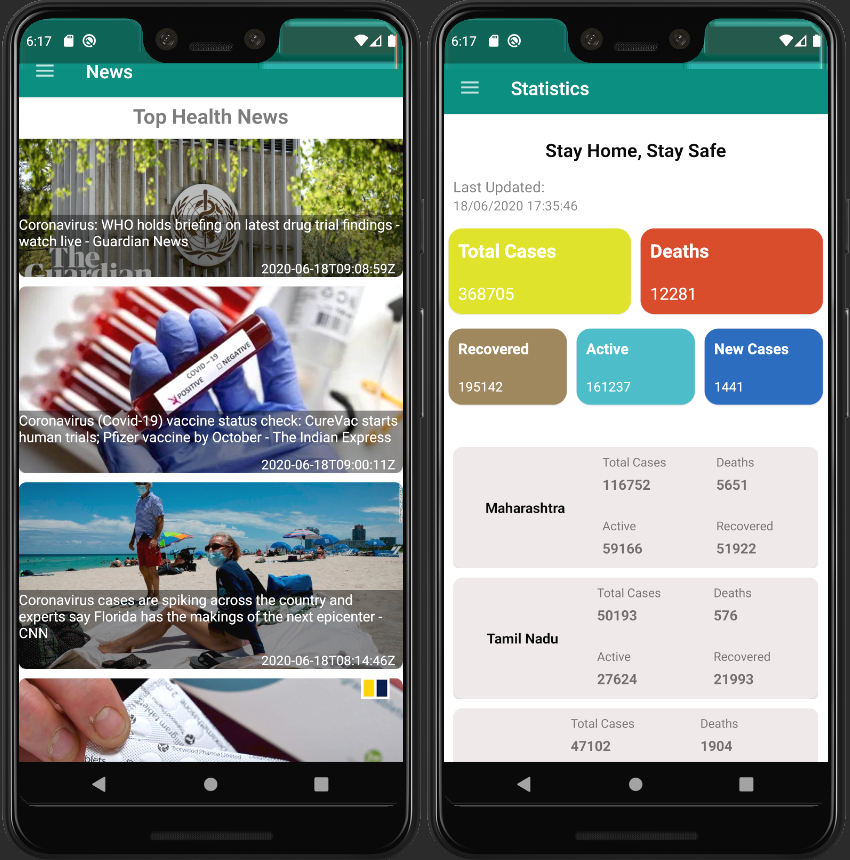 6:17
News
Top Health News
The
Guardian
Coronavirus: WHO holds briefing on latest drug trial findings -
watch live - Guardian News
2020-06-18T09:08:59Z
COVID – 19
POSITIVE
NEGATIVE
Coronavirus (Covid-19) vaccine status check: CureVac starts
human trials; Pfizer vaccine by October - The Indian Express
2020-06-18T09:00:11Z
Coronavirus cases are spiking across the country and
experts say Florida has the makings of the next epicenter -
CNN
2020-06-18T08:14:46Z
6:17
Statistics
Stay Home, Stay Safe
Last Updated:
18/06/2020 17:35:46
Total Cases
368705
Deaths
12281
Recovered
195142
Active
161237
New Cases
1441
Maharashtra
Total Cases
Deaths
116752
5651
Active
Recovered
59166
51922
Tamil Nadu
Total Cases
Deaths
50193
576
Active
Recovered
27624
21993
Total Cases
Deaths
47102
1904